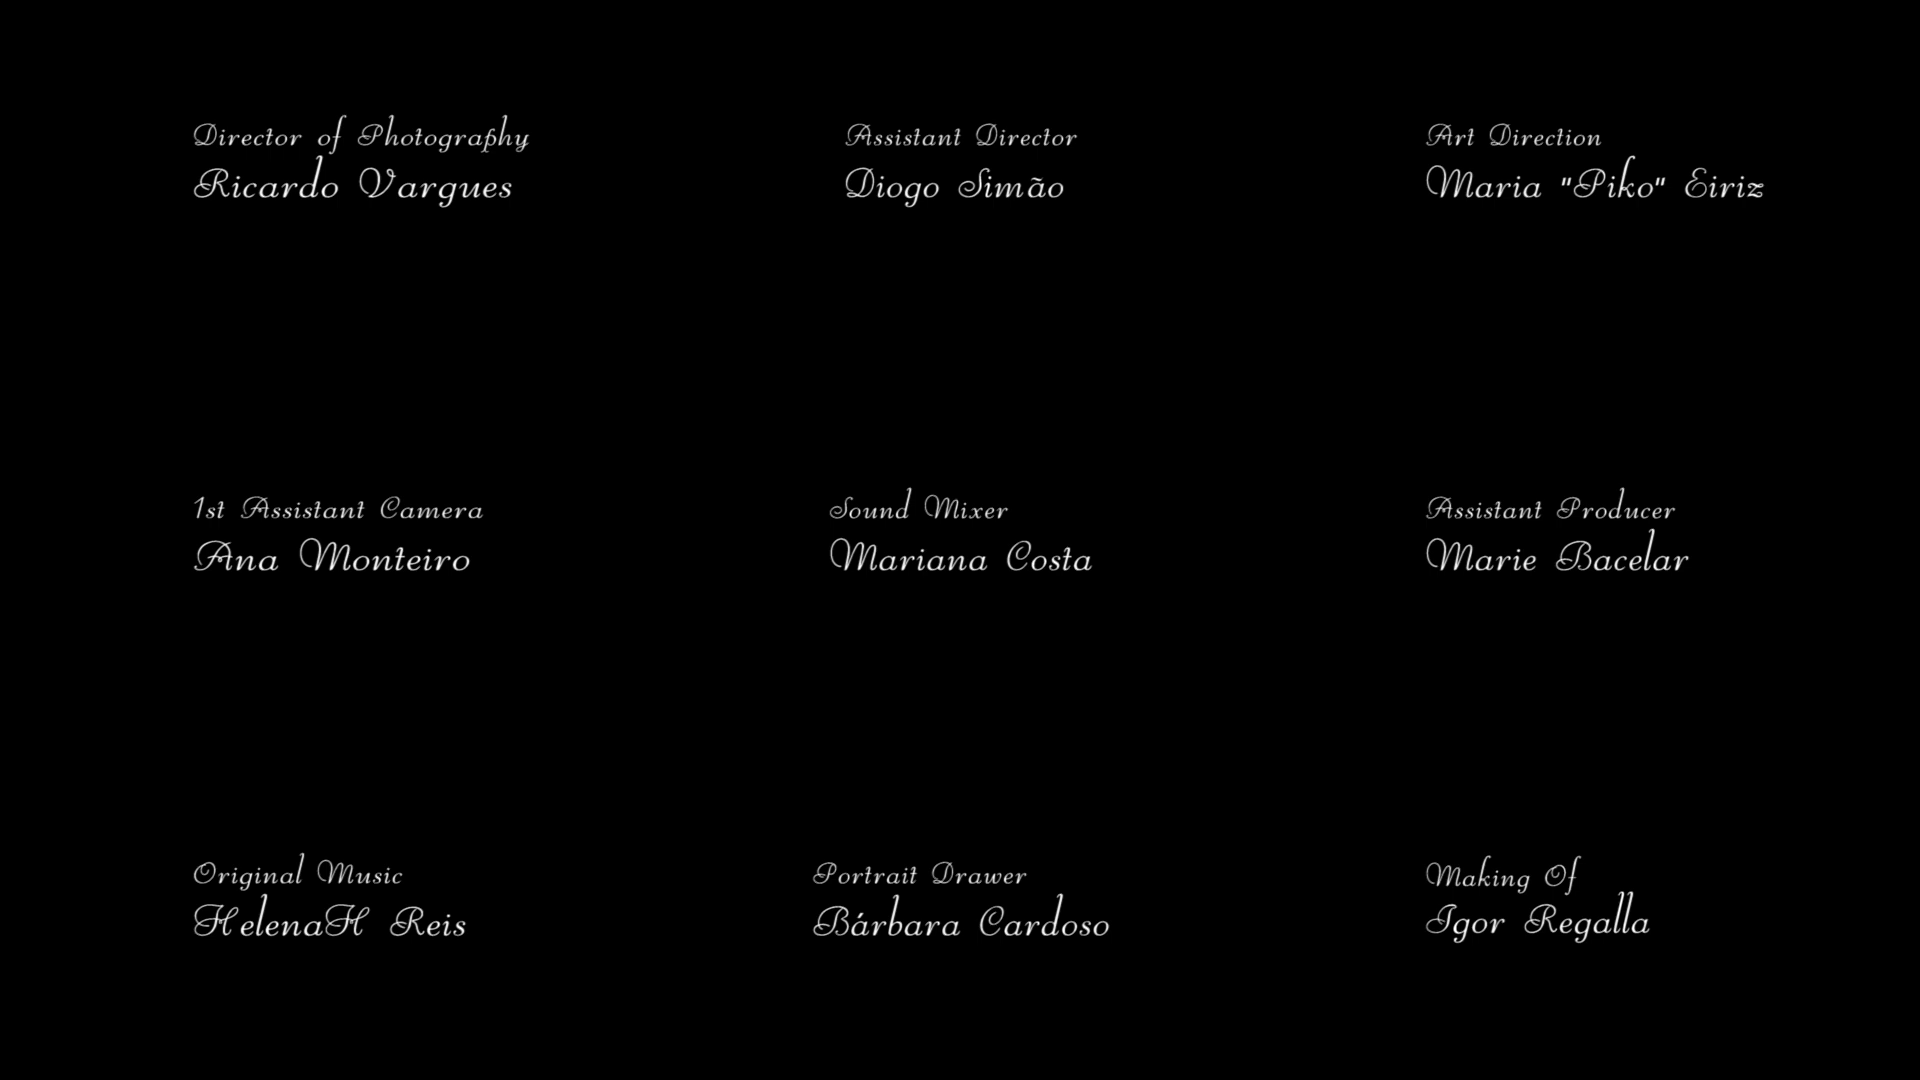 Director of Photography
Ricardo Vargues
Assistant Director
Diogo Simão
Art Direction
Maria "Piko" Eiriz
1st Assistant Camera
Ana Monteiro
Sound Mixer
Mariana Costa
Assistant Producer
Marie Bacelar
Original Music
HelenaH Reis
Portrait Drawer
Bárbara Cardoso
Making Of
Igor Regalla